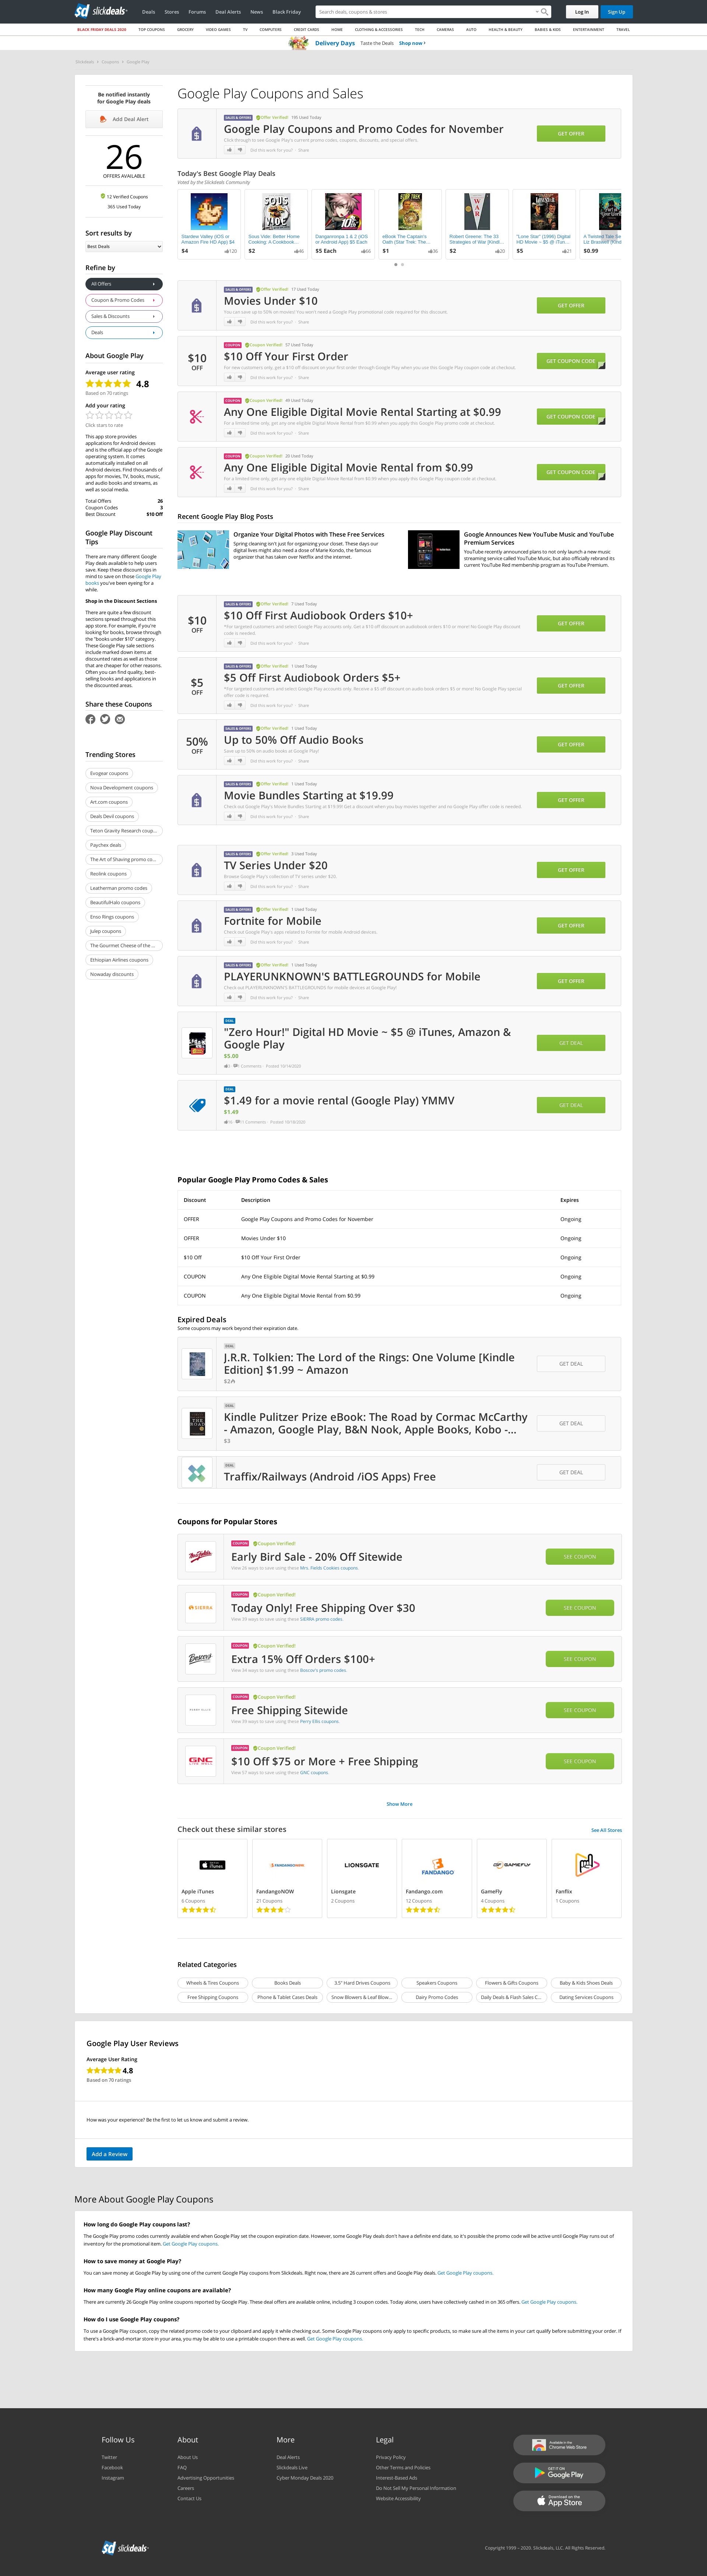 sd slickdeals
Deals Stores Forums Deal Alerts News Black Friday
Search deals, coupons & stores
Log In
Sign Up
BLACK FRIDAY DEALS 2020 TOP COUPONS GROCERY VIDEO GAMES TV COMPUTERS CREDIT CARDS HOME CLOTHING & ACCESSORIES TECH CAMERAS AUTO HEALTH & BEAUTY BABIES & KIDS ENTERTAINMENT TRAVEL
Delivery Days Taste the Deals Shop now
Slickdeals > Coupons > Google Play
Be notified instantly
for Google Play deals
Add Deal Alert
26
OFFERS AVAILABLE
12 Verified Coupons
365 Used Today
Sort results by
Best Deals
Refine by
All Offers
Coupon & Promo Codes
Sales & Discounts
Deals
About Google Play
Average user rating
4.8
Based on 70 ratings
Add your rating
Click stars to rate
This app store provides
applications for Android devices
and is the official app of the Google
operating system. It comes
automatically installed on all
Android devices. Find thousands of
apps for movies, TV, books, music,
and audio books and streams, as
well as social media.
Total Offers 26
Coupon Codes 3
Best Discount $10 Off
Google Play Discount
Tips
There are many different Google
Play deals available to help users
save. Keep these discount tips in
mind to save on those Google Play
books you've been eyeing for a
while.
Shop in the Discount Sections
There are quite a few discount
sections spread throughout this
app store. For example, if you're
looking for books, browse through
the "books under $10" category.
These Google Play sales sections
include marked down items at
discounted rates as well as those
that are cheaper for other reasons.
Often you can find quality, best-
selling books and applications in
the discounted areas.
Share these Coupons
Trending Stores
Evogear coupons
Nova Development coupons
Art.com coupons
Deals Devil coupons
Teton Gravity Research coup...
Paychex deals
The Art of Shaving promo co...
Reolink coupons
Leatherman promo codes
BeautifulHalo coupons
Enso Rings coupons
Julep coupons
The Gourmet Cheese of the ...
Ethiopian Airlines coupons
Nowaday discounts
Google Play Coupons and Sales
SALES & OFFERS Offer Verified! 195 Used Today
Google Play Coupons and Promo Codes for November
Click through to see Google Play's current promo codes, coupons, discounts, and special offers.
Did this work for you? · Share
GET OFFER
Today's Best Google Play Deals
Voted by the Slickdeals Community
Stardew Valley (iOS or
Amazon Fire HD App) $4
$4 120
SOUS VIDE
Sous Vide: Better Home
Cooking: A Cookbook...
$2 46
Danganronpa 1 & 2 (iOS
or Android App) $5 Each
$5 Each
STAR TREK
eBook The Captain's
Oath (Star Trek: The...
$1 36
WAR
Robert Greene: The 33
Strategies of War [Kindl...
$2 20
"Lone Star" (1996) Digital
HD Movie ~ $5 @ iTun...
$5 21
$0.99
SALES & OFFERS Offer Verified! 17 Used Today
Movies Under $10
You can save up to 50% on movies! You won't need a Google Play promotional code required for this discount.
Did this work for you? · Share
GET OFFER
$10
OFF
COUPON Coupon Verified! 57 Used Today
$10 Off Your First Order
For new customers only, get a $10 off discount on your first order through Google Play when you use this Google Play coupon code at checkout.
Did this work for you? · Share
GET COUPON CODE
COUPON Coupon Verified! 49 Used Today
Any One Eligible Digital Movie Rental Starting at $0.99
For a limited time only, get any one eligible Digital Movie Rental from $0.99 when you apply this Google Play promo code at checkout.
Did this work for you? · Share
GET COUPON CODE
COUPON Coupon Verified! 20 Used Today
Any One Eligible Digital Movie Rental from $0.99
For a limited time only, get any one eligible Digital Movie Rental from $0.99 when you apply this Google Play coupon code at checkout.
Did this work for you? · Share
GET COUPON CODE
Recent Google Play Blog Posts
Organize Your Digital Photos with These Free Services
Spring cleaning isn't just for organizing your closet. These days, our
digital lives might also need a dose of Marie Kondo, the famous
organizer that has taken over Netflix and the internet.
Google Announces New YouTube Music and YouTube
Premium Services
YouTube recently announced plans to not only launch a new music
streaming service called YouTube Music, but also officially rebrand its
current YouTube Red membership program as YouTube Premium.
$10
OFF
SALES & OFFERS Offer Verified! 7 Used Today
$10 Off First Audiobook Orders $10+
*For targeted customers and select Google Play accounts only. Get a $10 off discount on audiobook orders $10 or more! No Google Play discount
code is needed.
Did this work for you? · Share
GET OFFER
$5
OFF
SALES & OFFERS Offer Verified! 1 Used Today
$5 Off First Audiobook Orders $5+
*For targeted customers and select Google Play accounts only. Receive a $5 off discount on audio book orders $5 or more! No Google Play special
offer code is required.
Did this work for you? · Share
GET OFFER
50%
OFF
SALES & OFFERS Offer Verified! 1 Used Today
Up to 50% Off Audio Books
Save up to 50% on audio books at Google Play!
Did this work for you? · Share
GET OFFER
SALES & OFFERS Offer Verified! 1 Used Today
Movie Bundles Starting at $19.99
Check out Google Play's Movie Bundles Starting at $19.99! Get a discount when you buy movies together and no Google Play offer code is needed.
Did this work for you? · Share
GET OFFER
SALES & OFFERS Offer Verified! 3 Used Today
TV Series Under $20
Browse Google Play's collection of TV series under $20.
Did this work for you? · Share
GET OFFER
SALES & OFFERS Offer Verified! 1 Used Today
Fortnite for Mobile
Check out Google Play's apps related to Fornite for mobile Android devices.
Did this work for you? · Share
GET OFFER
SALES & OFFERS Offer Verified! 1 Used Today
PLAYERUNKNOWN'S BATTLEGROUNDS for Mobile
Check out PLAYERUNKNOWN'S BATTLEGROUNDS for mobile devices at Google Play!
Did this work for you? · Share
GET OFFER
DEAL
"Zero Hour!" Digital HD Movie ~ $5 @ iTunes, Amazon &
Google Play
$5.00
Comments · Posted 10/14/2020
GET DEAL
DEAL
$1.49 for a movie rental (Google Play) YMMV
$1.49
Comments · Posted 10/18/2020
GET DEAL
Popular Google Play Promo Codes & Sales
Discount Description Expires
OFFER Google Play Coupons and Promo Codes for November Ongoing
OFFER Movies Under $10 Ongoing
$10 Off $10 Off Your First Order Ongoing
COUPON Any One Eligible Digital Movie Rental Starting at $0.99 Ongoing
COUPON Any One Eligible Digital Movie Rental from $0.99 Ongoing
Expired Deals
Some coupons may work beyond their expiration date.
DEAL
J.R.R. Tolkien: The Lord of the Rings: One Volume [Kindle
Edition] $1.99 ~ Amazon
GET DEAL
THE ROAD
DEAL
Kindle Pulitzer Prize eBook: The Road by Cormac McCarthy
- Amazon, Google Play, B&N Nook, Apple Books, Kobo -...
$3
GET DEAL
DEAL
Traffix/Railways (Android /iOS Apps) Free
GET DEAL
Coupons for Popular Stores
Mrs. Fields
COUPON Coupon Verified!
Early Bird Sale - 20% Off Sitewide
View 26 ways to save using these Mrs. Fields Cookies coupons.
SEE COUPON
SIERRA
COUPON Coupon Verified!
Today Only! Free Shipping Over $30
View 39 ways to save using these SIERRA promo codes.
SEE COUPON
Boscov's
COUPON Coupon Verified!
Extra 15% Off Orders $100+
View 34 ways to save using these Boscov's promo codes.
SEE COUPON
PERRY ELLIS
COUPON Coupon Verified!
Free Shipping Sitewide
View 39 ways to save using these Perry Ellis coupons.
SEE COUPON
GNC
LIVE WELL
COUPON Coupon Verified!
$10 Off $75 or More + Free Shipping
View 57 ways to save using these GNC coupons.
SEE COUPON
Show More
Check out these similar stores
See All Stores
iTunes
Apple iTunes
6 Coupons
FANDANGONOW
FandangoNOW
21 Coupons
LIONSGATE
Lionsgate
2 Coupons
FANDANGO
Fandango.com
12 Coupons
GAMEFLY
GameFly
4 Coupons
Fanflix
1 Coupons
Related Categories
Wheels & Tires Coupons
Books Deals
3.5" Hard Drives Coupons
Speakers Coupons
Flowers & Gifts Coupons
Baby & Kids Shoes Deals
Free Shipping Coupons
Phone & Tablet Cases Deals
Snow Blowers & Leaf Blow...
Dairy Promo Codes
Daily Deals & Flash Sales C...
Dating Services Coupons
Google Play User Reviews
Average User Rating
4.8
Based on 70 ratings
How was your experience? Be the first to let us know and submit a review.
Add a Review
More About Google Play Coupons
How long do Google Play coupons last?
The Google Play promo codes currently available end when Google Play set the coupon expiration date. However, some Google Play deals don't have a definite end date, so it's possible the promo code will be active until Google Play runs out of
inventory for the promotional item. Get Google Play coupons.
How to save money at Google Play?
You can save money at Google Play by using one of the current Google Play coupons from Slickdeals. Right now, there are 26 current offers and Google Play deals. Get Google Play coupons.
How many Google Play online coupons are available?
There are currently 26 Google Play online coupons reported by Google Play. These deal offers are available online, including 3 coupon codes. Today alone, users have collectively cashed in on 365 offers. Get Google Play coupons.
How do I use Google Play coupons?
To use a Google Play coupon, copy the related promo code to your clipboard and apply it while checking out. Some Google Play coupons only apply to specific products, so make sure all the items in your cart qualify before submitting your order. If
there's a brick-and-mortar store in your area, you may be able to use a printable coupon there as well. Get Google Play coupons.
Follow Us
Twitter
Facebook
Instagram
About
About Us
FAQ
Advertising Opportunities
Careers
Contact Us
More
Deal Alerts
Slickdeals Live
Cyber Monday Deals 2020
Legal
Privacy Policy
Other Terms and Policies
Interest-Based Ads
Do Not Sell My Personal Information
Website Accessibility
Available in the
Chrome Web Store
GET IT ON
Google Play
Download on the
App Store
sd slickdeals
Copyright 1999 - 2020. Slickdeals, LLC. All Rights Reserved.